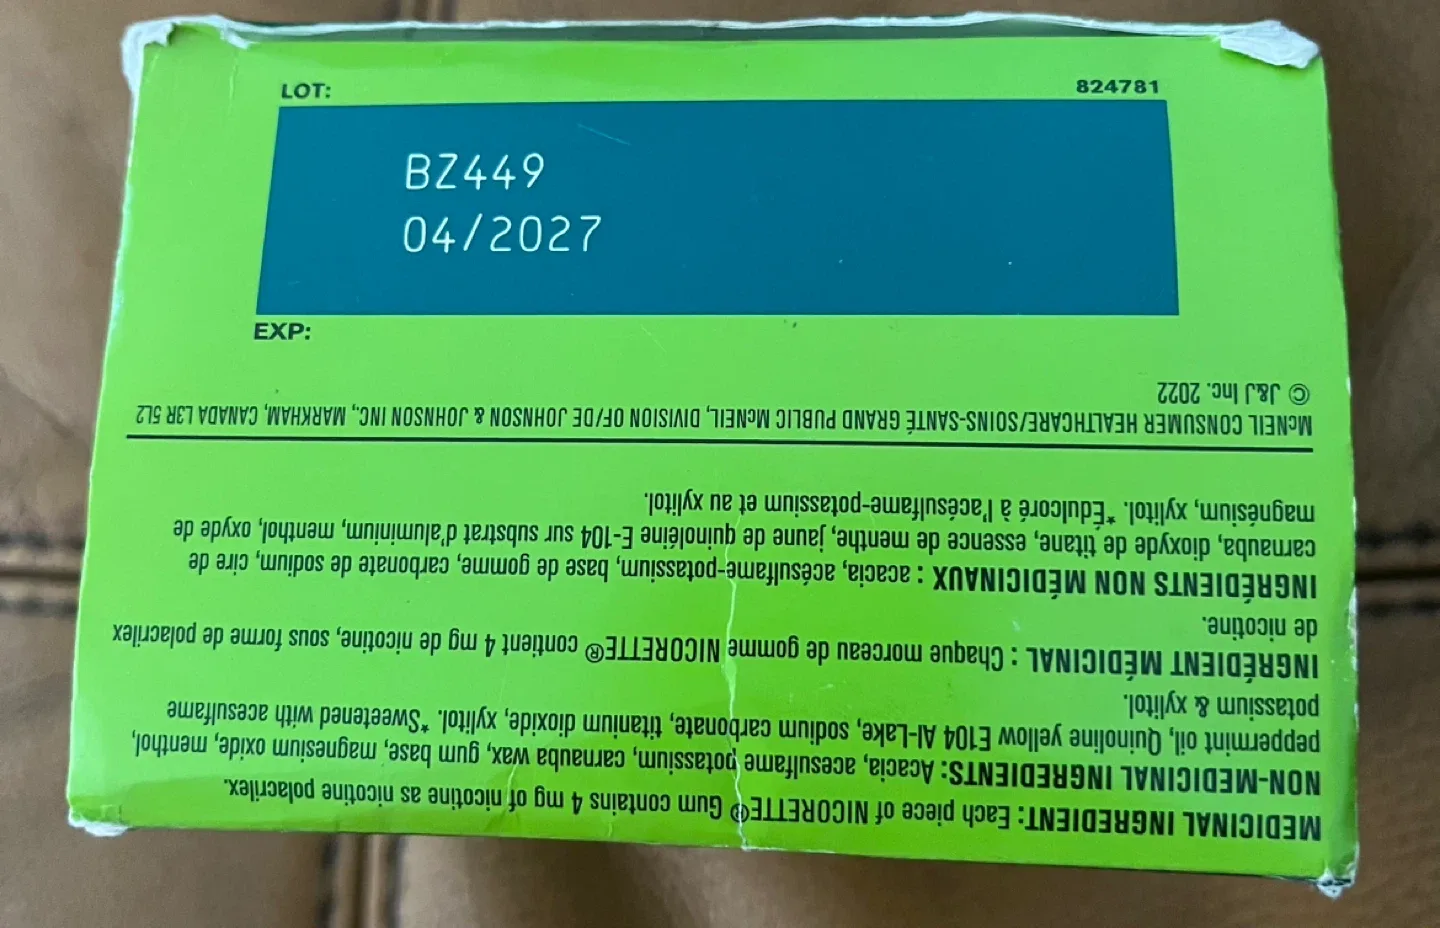 LOT:
824781
BZ449
04/2027
EXP:
MEDICINAL INGREDIENT: Each piece of NICORETTE® Gum contains 4 mg of nicotine as nicotine polacrilex.
NON-MEDICINAL INGREDIENTS: Acacia, acesulfame potassium, carnauba wax, gum base, magnesium oxide, menthol,
peppermint oil, Quinoline yellow E104 Al-Lake, sodium carbonate, titanium dioxide, xylitol. *Sweetened with acesulfame
potassium & xylitol.
INGRÉDIENT MÉDICINAL : Chaque morceau de gomme NICORETTE® contient 4 mg de nicotine, sous forme de polacrilex
de nicotine.
INGRÉDIENTS NON MÉDICINAUX : acacia, acésulfame-potassium, base de gomme, carbonate de sodium, cire de
carnauba, dioxyde de titane, essence de menthe, jaune de quinoléine E-104 sur substrat d'aluminium, menthol, oxyde de
magnésium, xylitol. *Édulcoré à l'acésulfame-potassium et au xylitol.
McNEIL CONSUMER HEALTHCARE/SOINS-SANTÉ GRAND PUBLIC McNEIL, DIVISION OF/DE JOHNSON & JOHNSON INC., MARKHAM, CANADA L3R 5L2
© J&J Inc. 2022